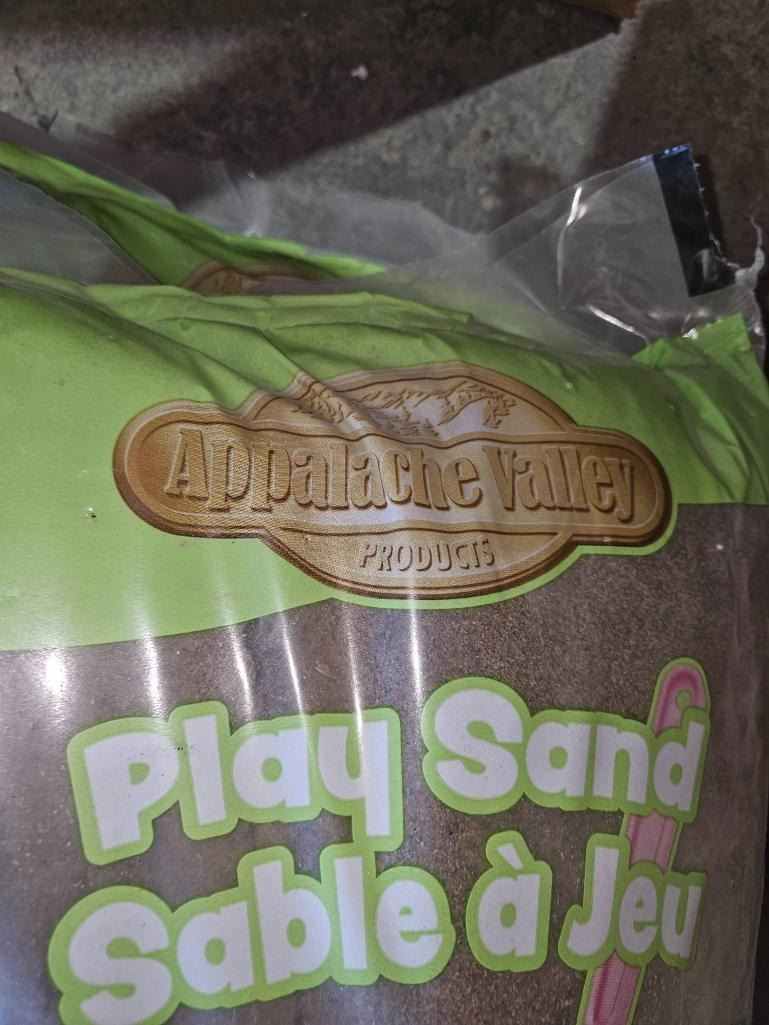 Appalache Valley
PRODUCTS
Play Sand
Sable à Jeu